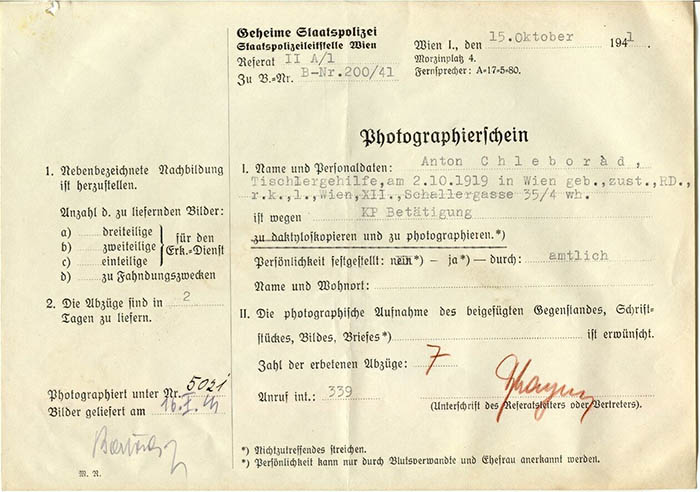 Geheime Staatspolizei
Staatspolizeileitstelle Wien
Referat II A/1
Zu B.=Nr. B-Nr.200/41
Wien I., den 15.Oktober 1941.
Morzinplatz 4.
Fernsprecher: A=17=5=80.
Photographierschein
1. Nebenbezeichnete Nachbildung
ist herzustellen.
Anzahl d. zu liefernden Bilder:
a) dreiteilige
b) zweiteilige
c) einteilige
für den
Erk.=Dienst
d) zu Fahndungszwecken
2. Die Abzüge sind in 2
Tagen zu liefern.
Photographiert unter Nr. 5021
Bilder geliefert am
M. N.
I. Name und Personaldaten: Anton Chleborád,
Tischlergehilfe,am 2.10.1919 in Wien geb.,zust.,RD.,
r.k.,l.,Wien,XII.,Schallergasse 35/4 wh.
ist wegen KP Betätigung
zu daktyloskopieren und zu photographieren.*)
Persönlichkeit festgestellt: nein*) – ja*) – durch: amtlich
Name und Wohnort:
II. Die photographische Aufnahme des beigefügten Gegenstandes, Schrift=
stückes, Bildes, Briefes*) ist erwünscht.
Zahl der erbetenen Abzüge: 7
Anruf int.: 339
(Unterschrift des Referatsleiters oder Vertreters).
*) Nichtzutreffendes streichen.
*) Persönlichkeit kann nur durch Blutsverwandte und Ehefrau anerkannt werden.